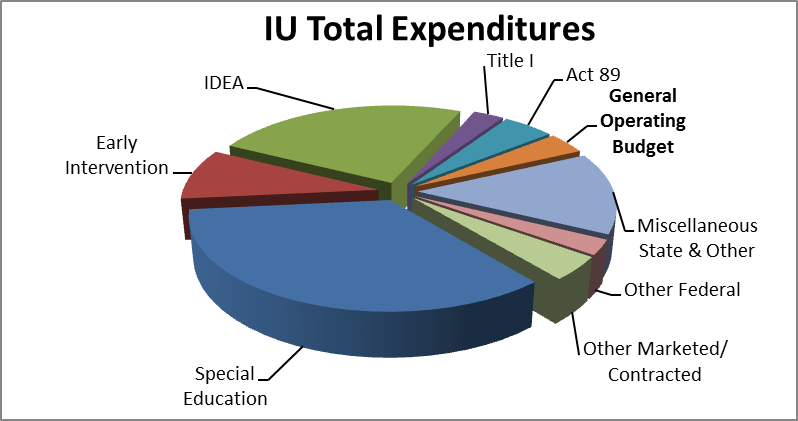 IU Total Expenditures
Title I
Act 89
IDEA
General
Operating
Budget
Early
Intervention
Miscellaneous
State & Other
Other Federal
Other Marketed/
Contracted
Special
Education